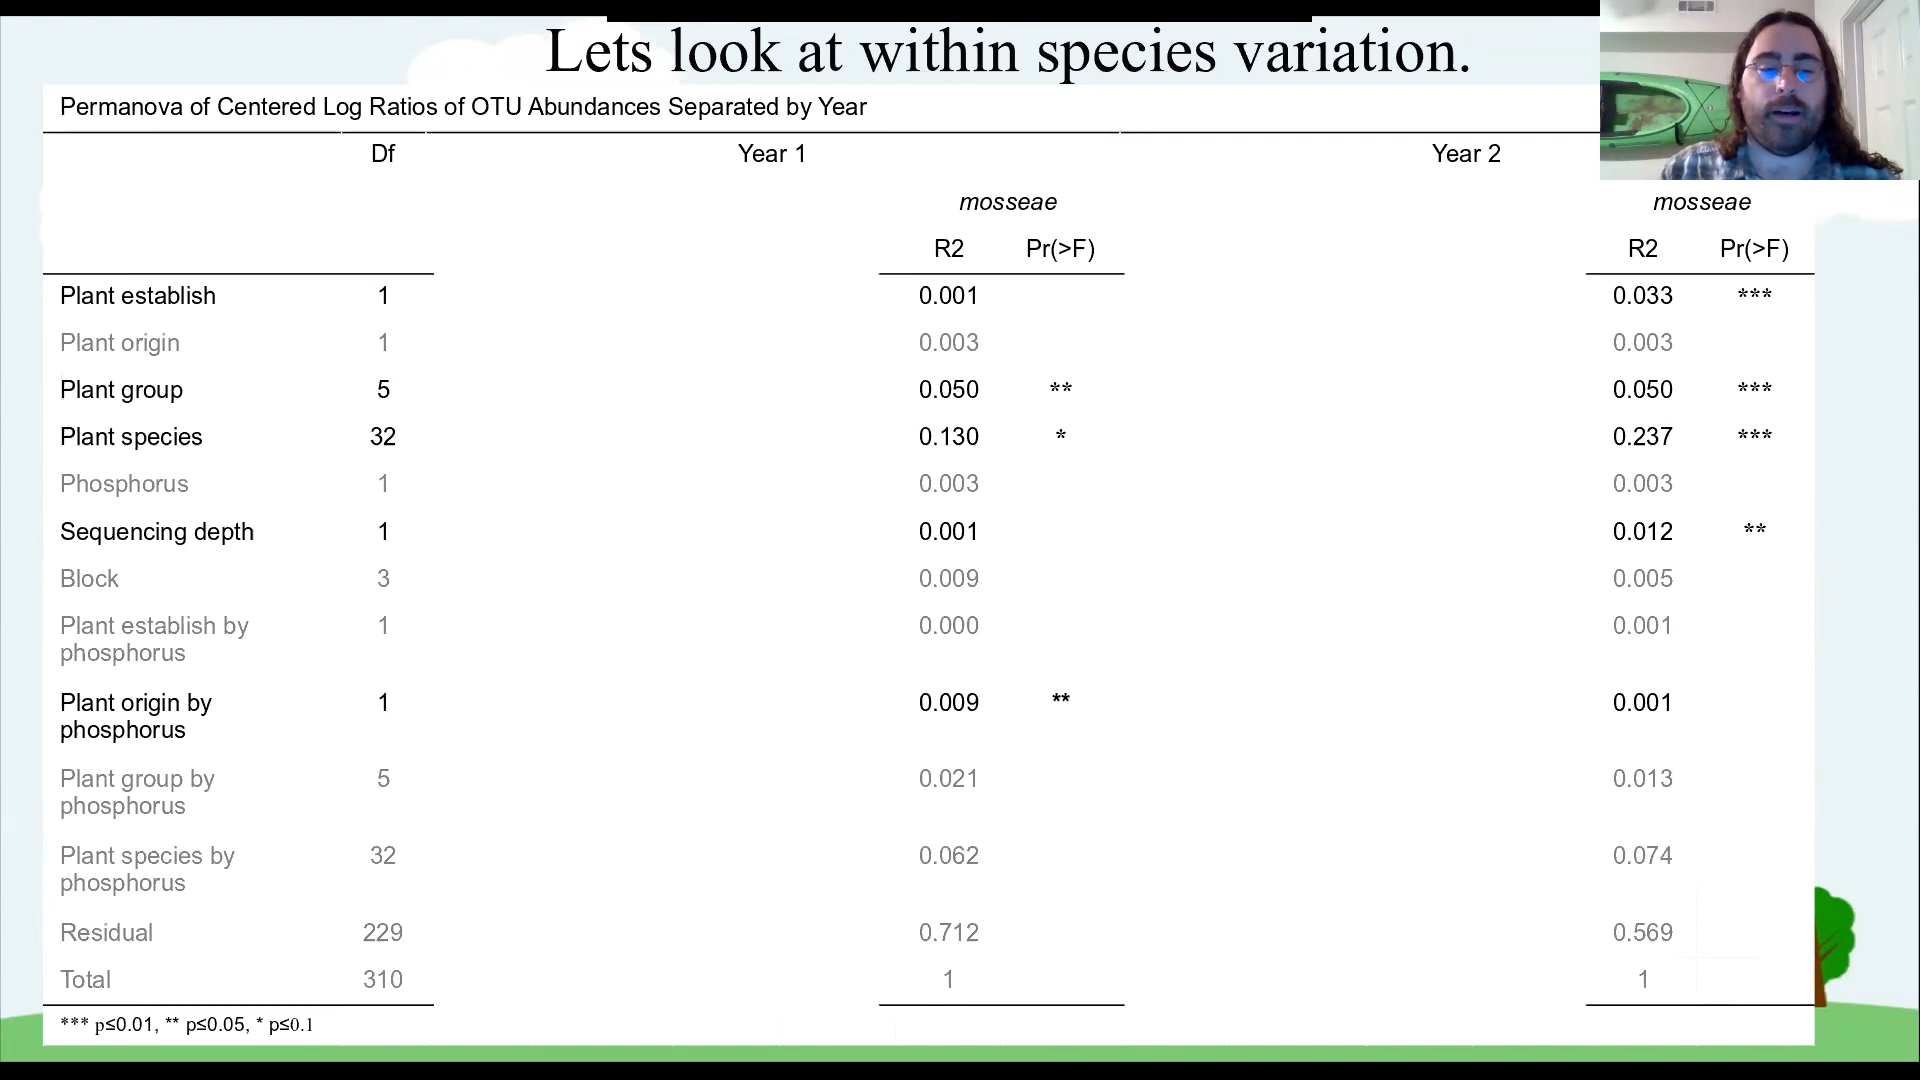 Lets look at within species variation.
Permanova of Centered Log Ratios of OTU Abundances Separated by Year
Df Year 1 Year 2
mosseae mosseae
R2 Pr(>F) R2 Pr(>F)
Plant establish 1 0.001 0.033 ***
Plant origin 1 0.003 0.003
Plant group 5 0.050 ** 0.050 ***
Plant species 32 0.130 * 0.237 ***
Phosphorus 1 0.003 0.003
Sequencing depth 1 0.001 0.012 **
Block 3 0.009 0.005
Plant establish by 1 0.000 0.001
phosphorus
Plant origin by 1 0.009 ** 0.001
phosphorus
Plant group by 5 0.021 0.013
phosphorus
Plant species by 32 0.062 0.074
phosphorus
Residual 229 0.712 0.569
Total 310 1 1
*** p≤0.01, ** p≤0.05, * p≤0.1